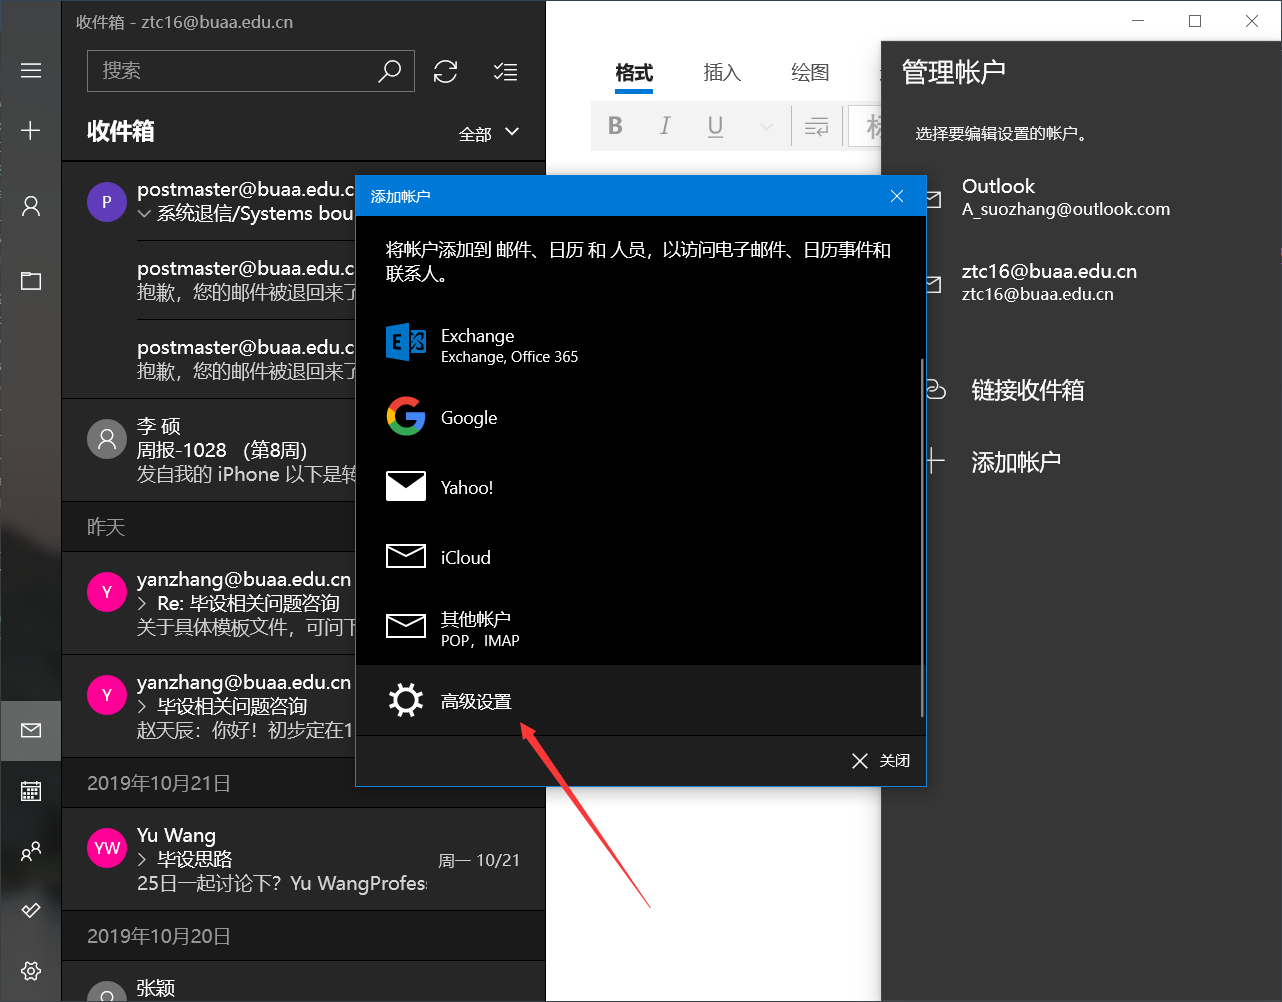 收件箱 - ztc16@buaa.edu.cn
搜索
收件箱
全部
P
postmaster@buaa.edu.c
系统退信/Systems bou
postmaster@buaa.edu.c
抱歉，您的邮件被退回来了
postmaster@buaa.edu.c
抱歉，您的邮件被退回来了
李 硕
周报-1028 （第8周）
发自我的 iPhone 以下是转
昨天
Y
yanzhang@buaa.edu.cn
Re: 毕设相关问题咨询
关于具体模板文件，可问下
Y
yanzhang@buaa.edu.cn
毕设相关问题咨询
赵天辰：你好！初步定在1
2019年10月21日
YW
Yu Wang
毕设思路
周一 10/21
25日一起讨论下？Yu WangProfes
2019年10月20日
张颖
格式
插入
绘图
B
I
U
标
添加帐户
将帐户添加到 邮件、日历 和 人员，以访问电子邮件、日历事件和
联系人。
Exchange
Exchange, Office 365
Google
Yahoo!
iCloud
其他帐户
POP，IMAP
高级设置
关闭
管理帐户
选择要编辑设置的帐户。
Outlook
A_suozhang@outlook.com
ztc16@buaa.edu.cn
ztc16@buaa.edu.cn
链接收件箱
添加帐户